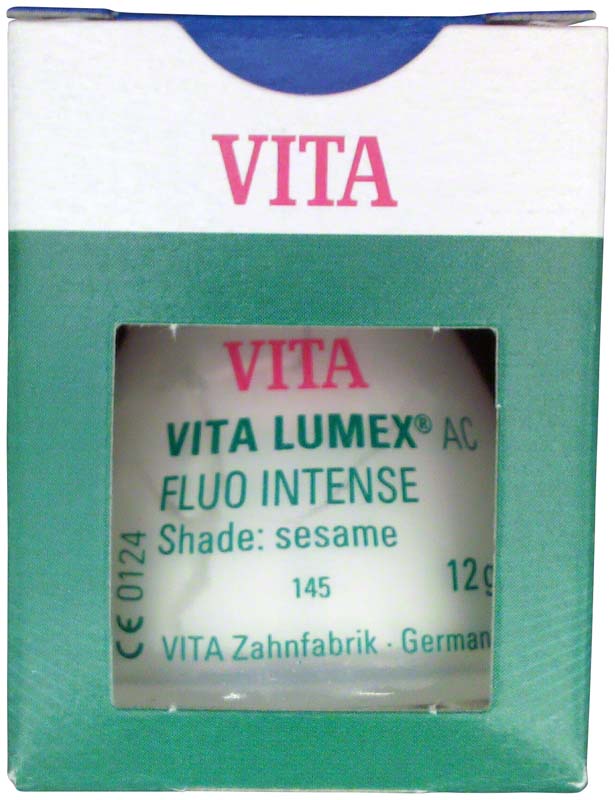 VITA
VITA
VITA LUMEX® AC
FLUO INTENSE
Shade: sesame
145
12g
CE 0124
VITA Zahnfabrik · German